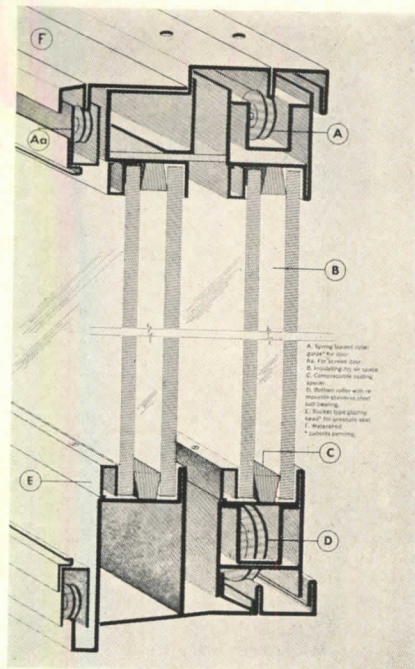 F
Aa
A
B
A. Spring loaded roller
guide* for door
Aa. For screen door
B. Insulating dry air space
C. Compressible sealing
spacer
D. Bottom roller with re
movable stainless steel
ball bearing.
E. Bucket type glazing
bead* for pressure seal
F. Watershed
* patents pending.
C
E
D